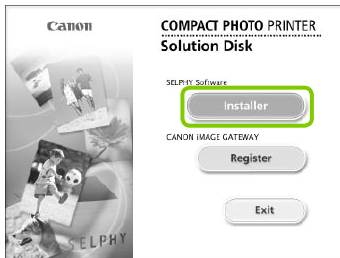 Canon
COMPACT PHOTO PRINTER
Solution Disk
SELPHY Software
Installer
CANON iMAGE GATEWAY
Register
Exit
SELPHY